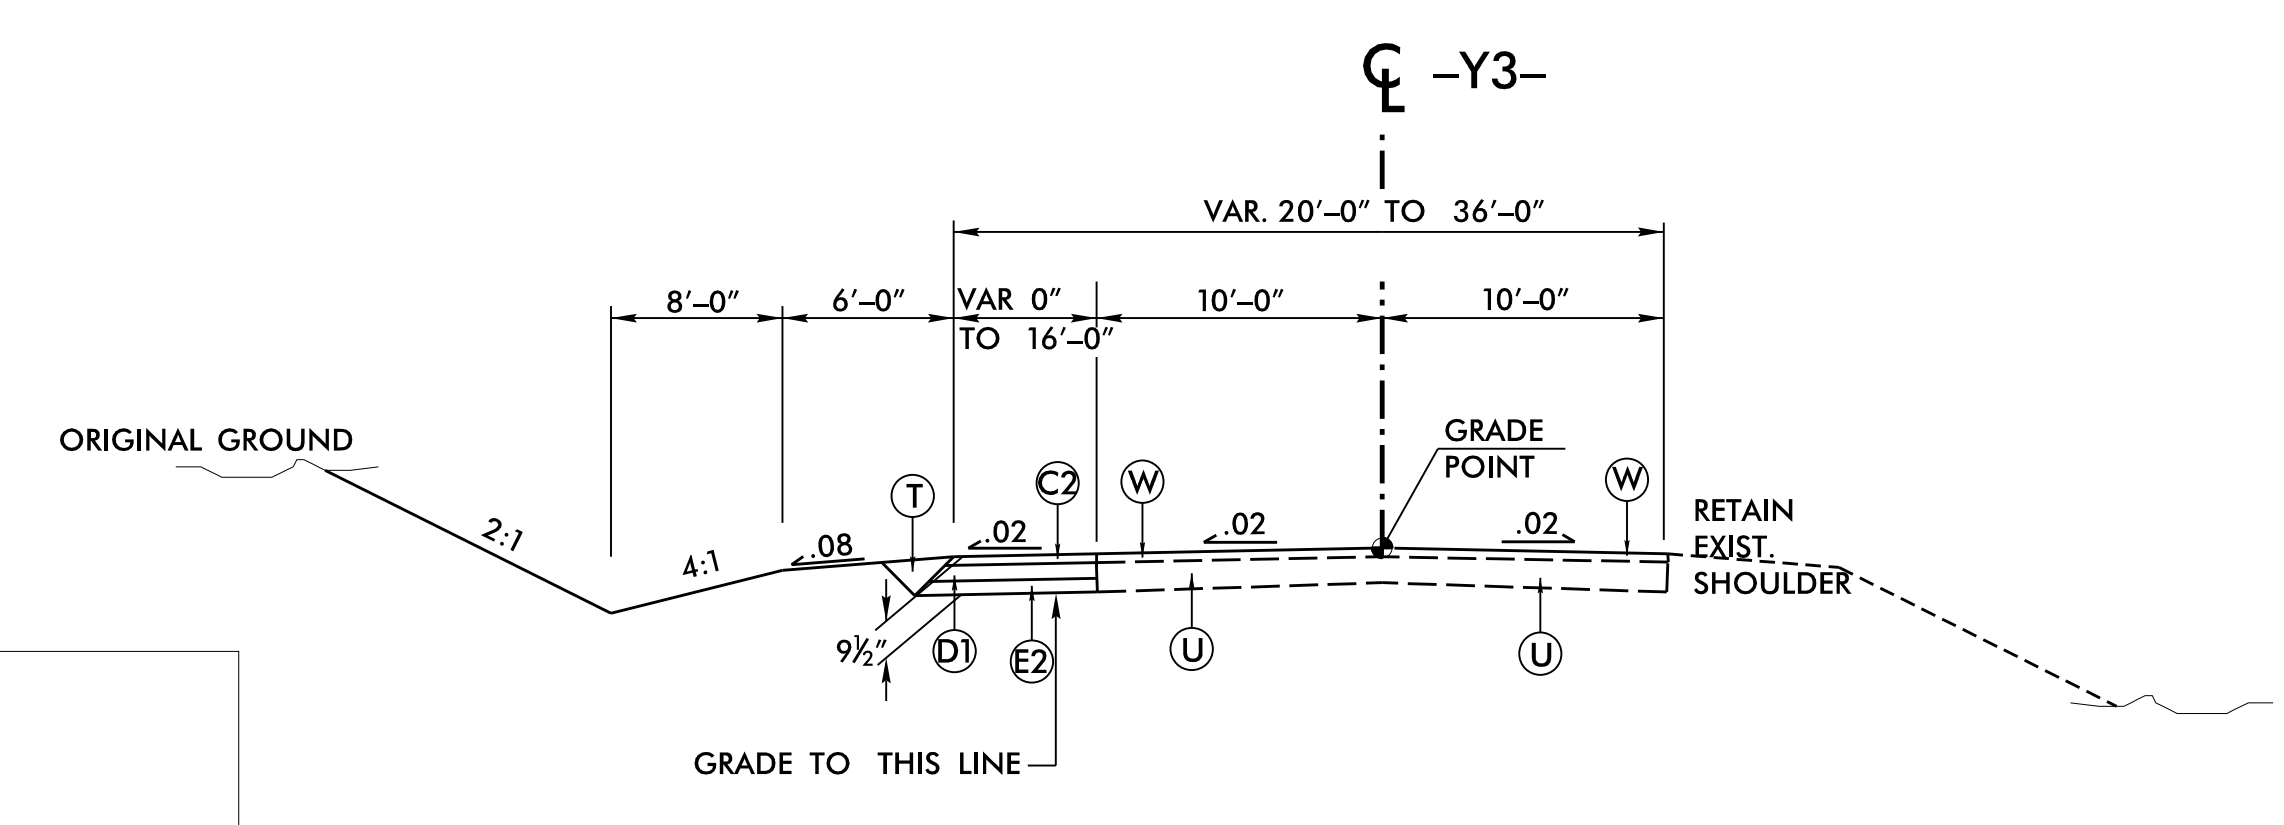 ℄ –Y3–
VAR. 20'–0" TO 36'–0"
8'–0"
6'–0"
VAR 0"
TO 16'–0"
10'–0"
10'–0"
ORIGINAL GROUND
GRADE
POINT
2:1
4:1
.08
T
.02
C2
W
.02
.02
W
RETAIN
EXIST.
SHOULDER
9½"
D1
E2
U
U
GRADE TO THIS LINE